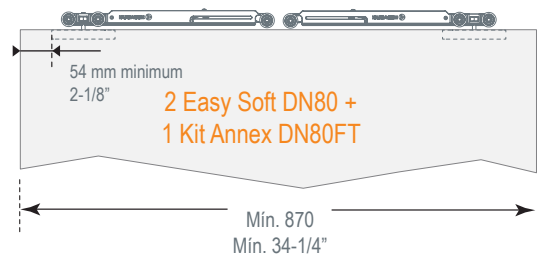 54 mm minimum
2-1/8”
2 Easy Soft DN80 +
1 Kit Annex DN80FT
Mín. 870
Mín. 34-1/4”